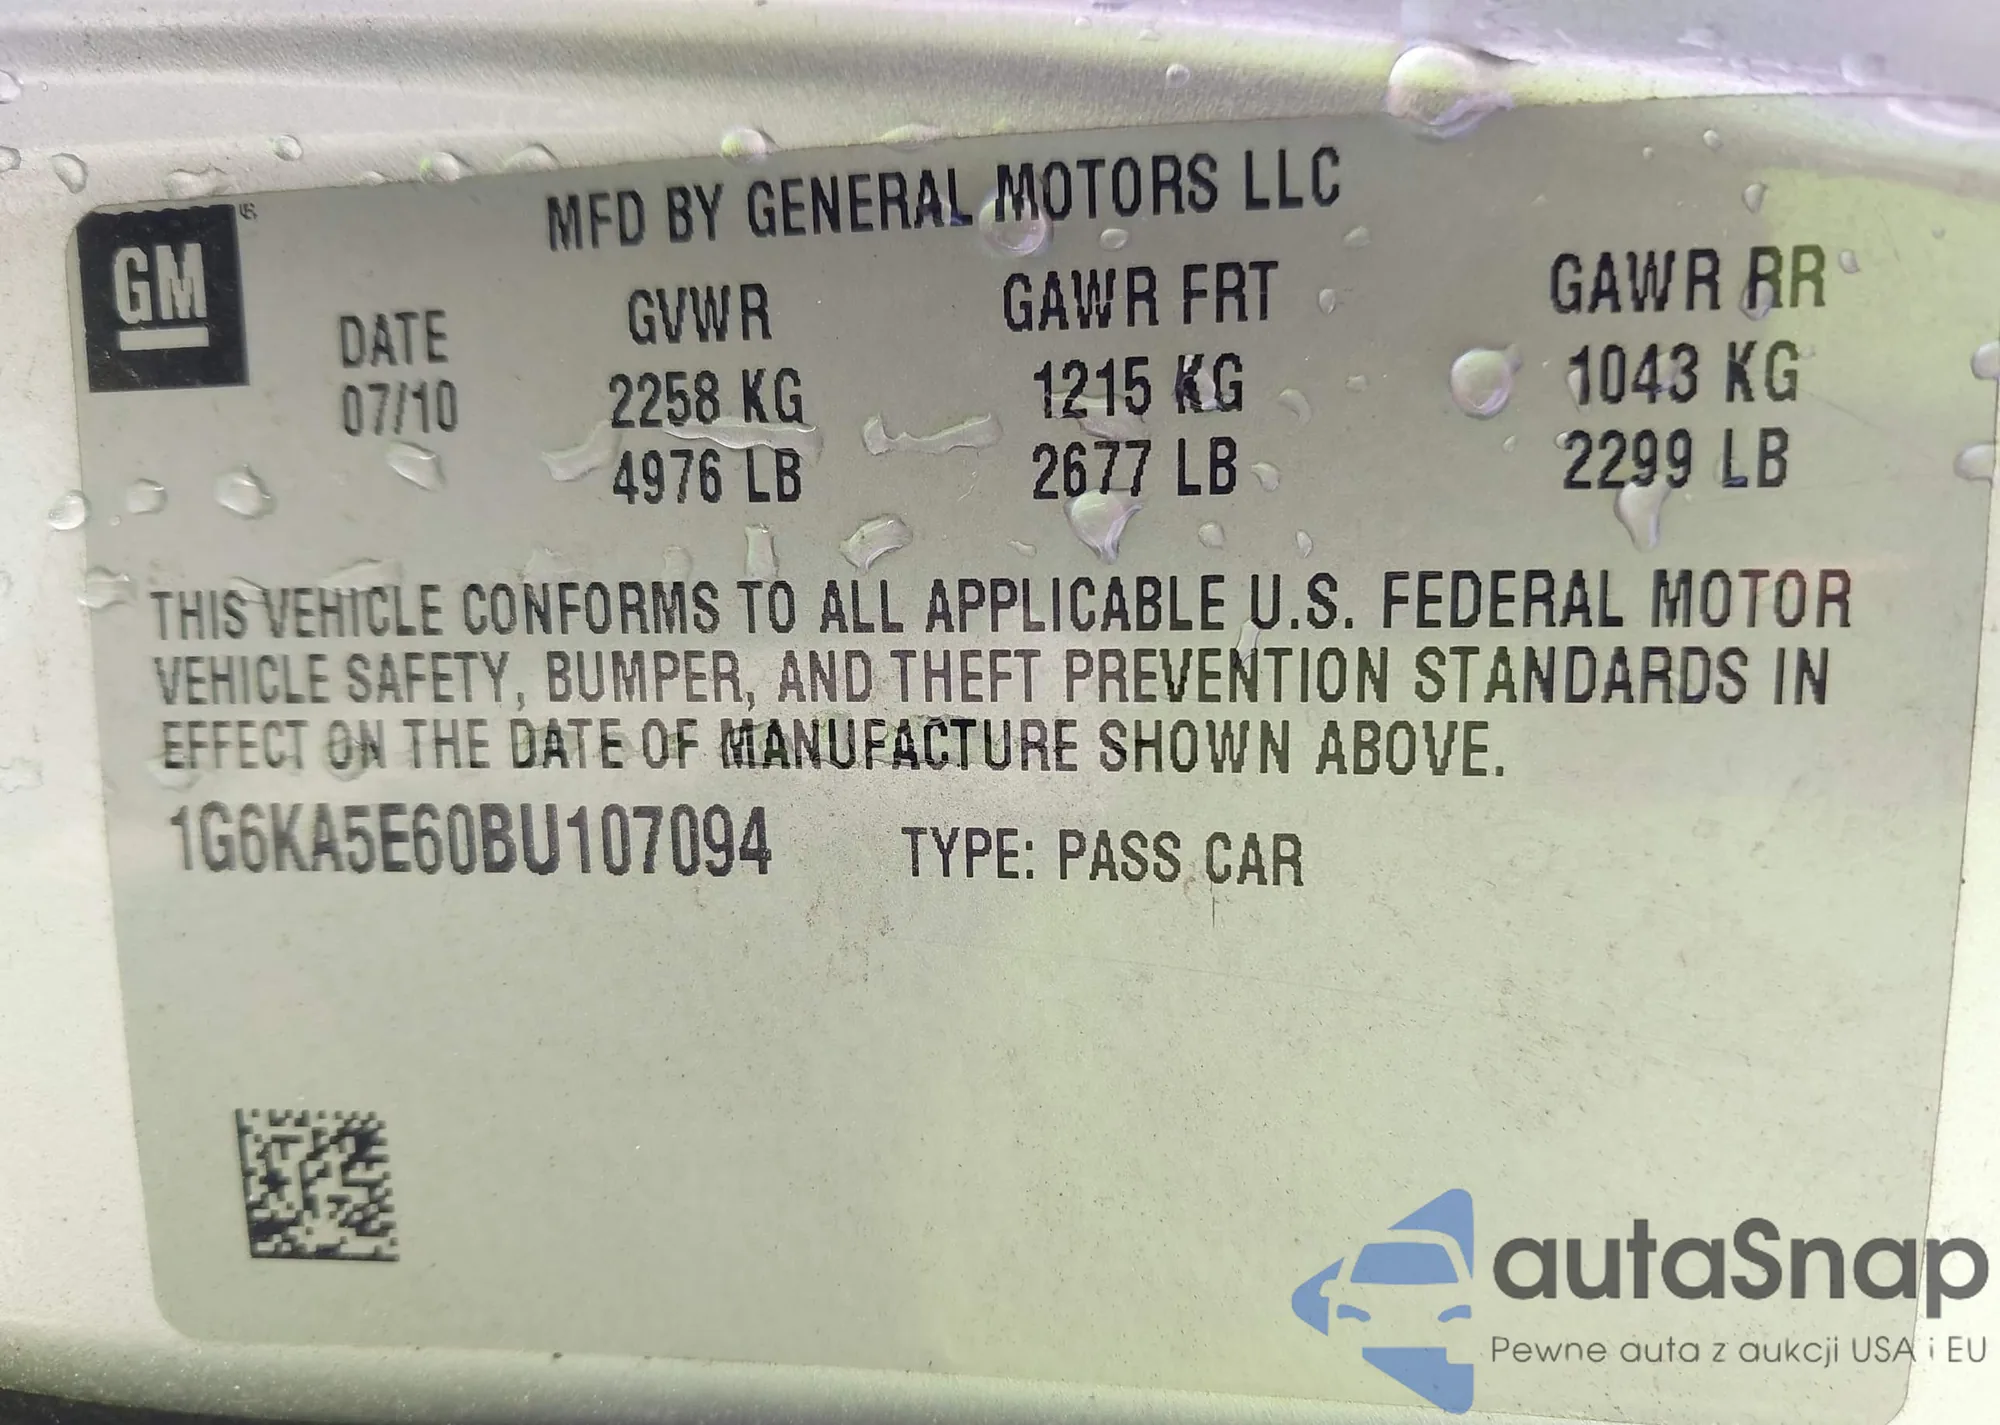 GM
MFD BY GENERAL MOTORS LLC
DATE GVWR GAWR FRT GAWR RR
07/10 2258 KG 1215 KG 1043 KG
4976 LB 2677 LB 2299 LB
THIS VEHICLE CONFORMS TO ALL APPLICABLE U.S. FEDERAL MOTOR
VEHICLE SAFETY, BUMPER, AND THEFT PREVENTION STANDARDS IN
EFFECT ON THE DATE OF MANUFACTURE SHOWN ABOVE.
1G6KA5E60BU107094 TYPE: PASS CAR
autaSnap
Pewne auta z aukcji USA i EU